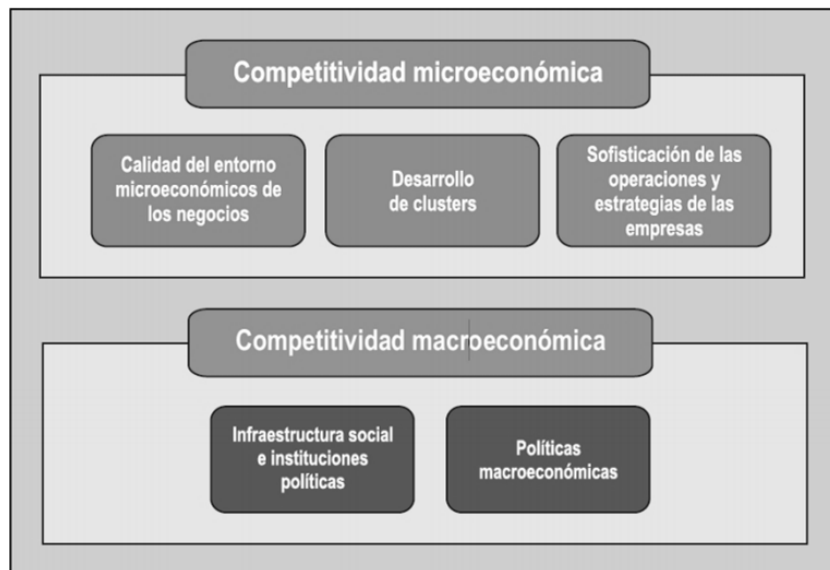 Competitividad microeconómica
Calidad del entorno
microeconómicos de
los negocios
Desarrollo
de clusters
Sofisticación de las
operaciones y
estrategias de las
empresas
Competitividad macroeconómica
Infraestructura social
e instituciones
políticas
Políticas
macroeconómicas